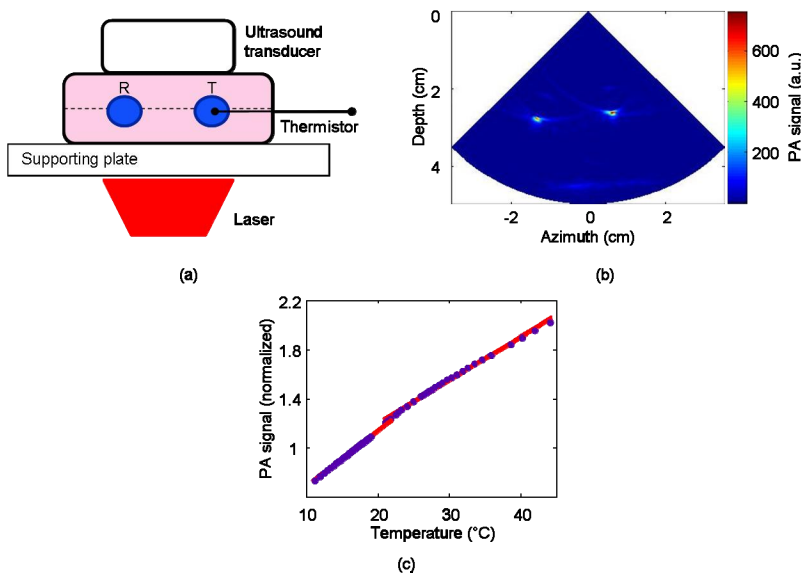 Ultrasound
transducer
R
T
Thermistor
Supporting plate
Laser
(a)
0
2
4
Depth (cm)
-2
0
2
Azimuth (cm)
600
400
200
PA signal (a.u.)
(b)
2.2
1.8
1.4
1
PA signal (normalized)
10
20
30
40
Temperature (°C)
(c)